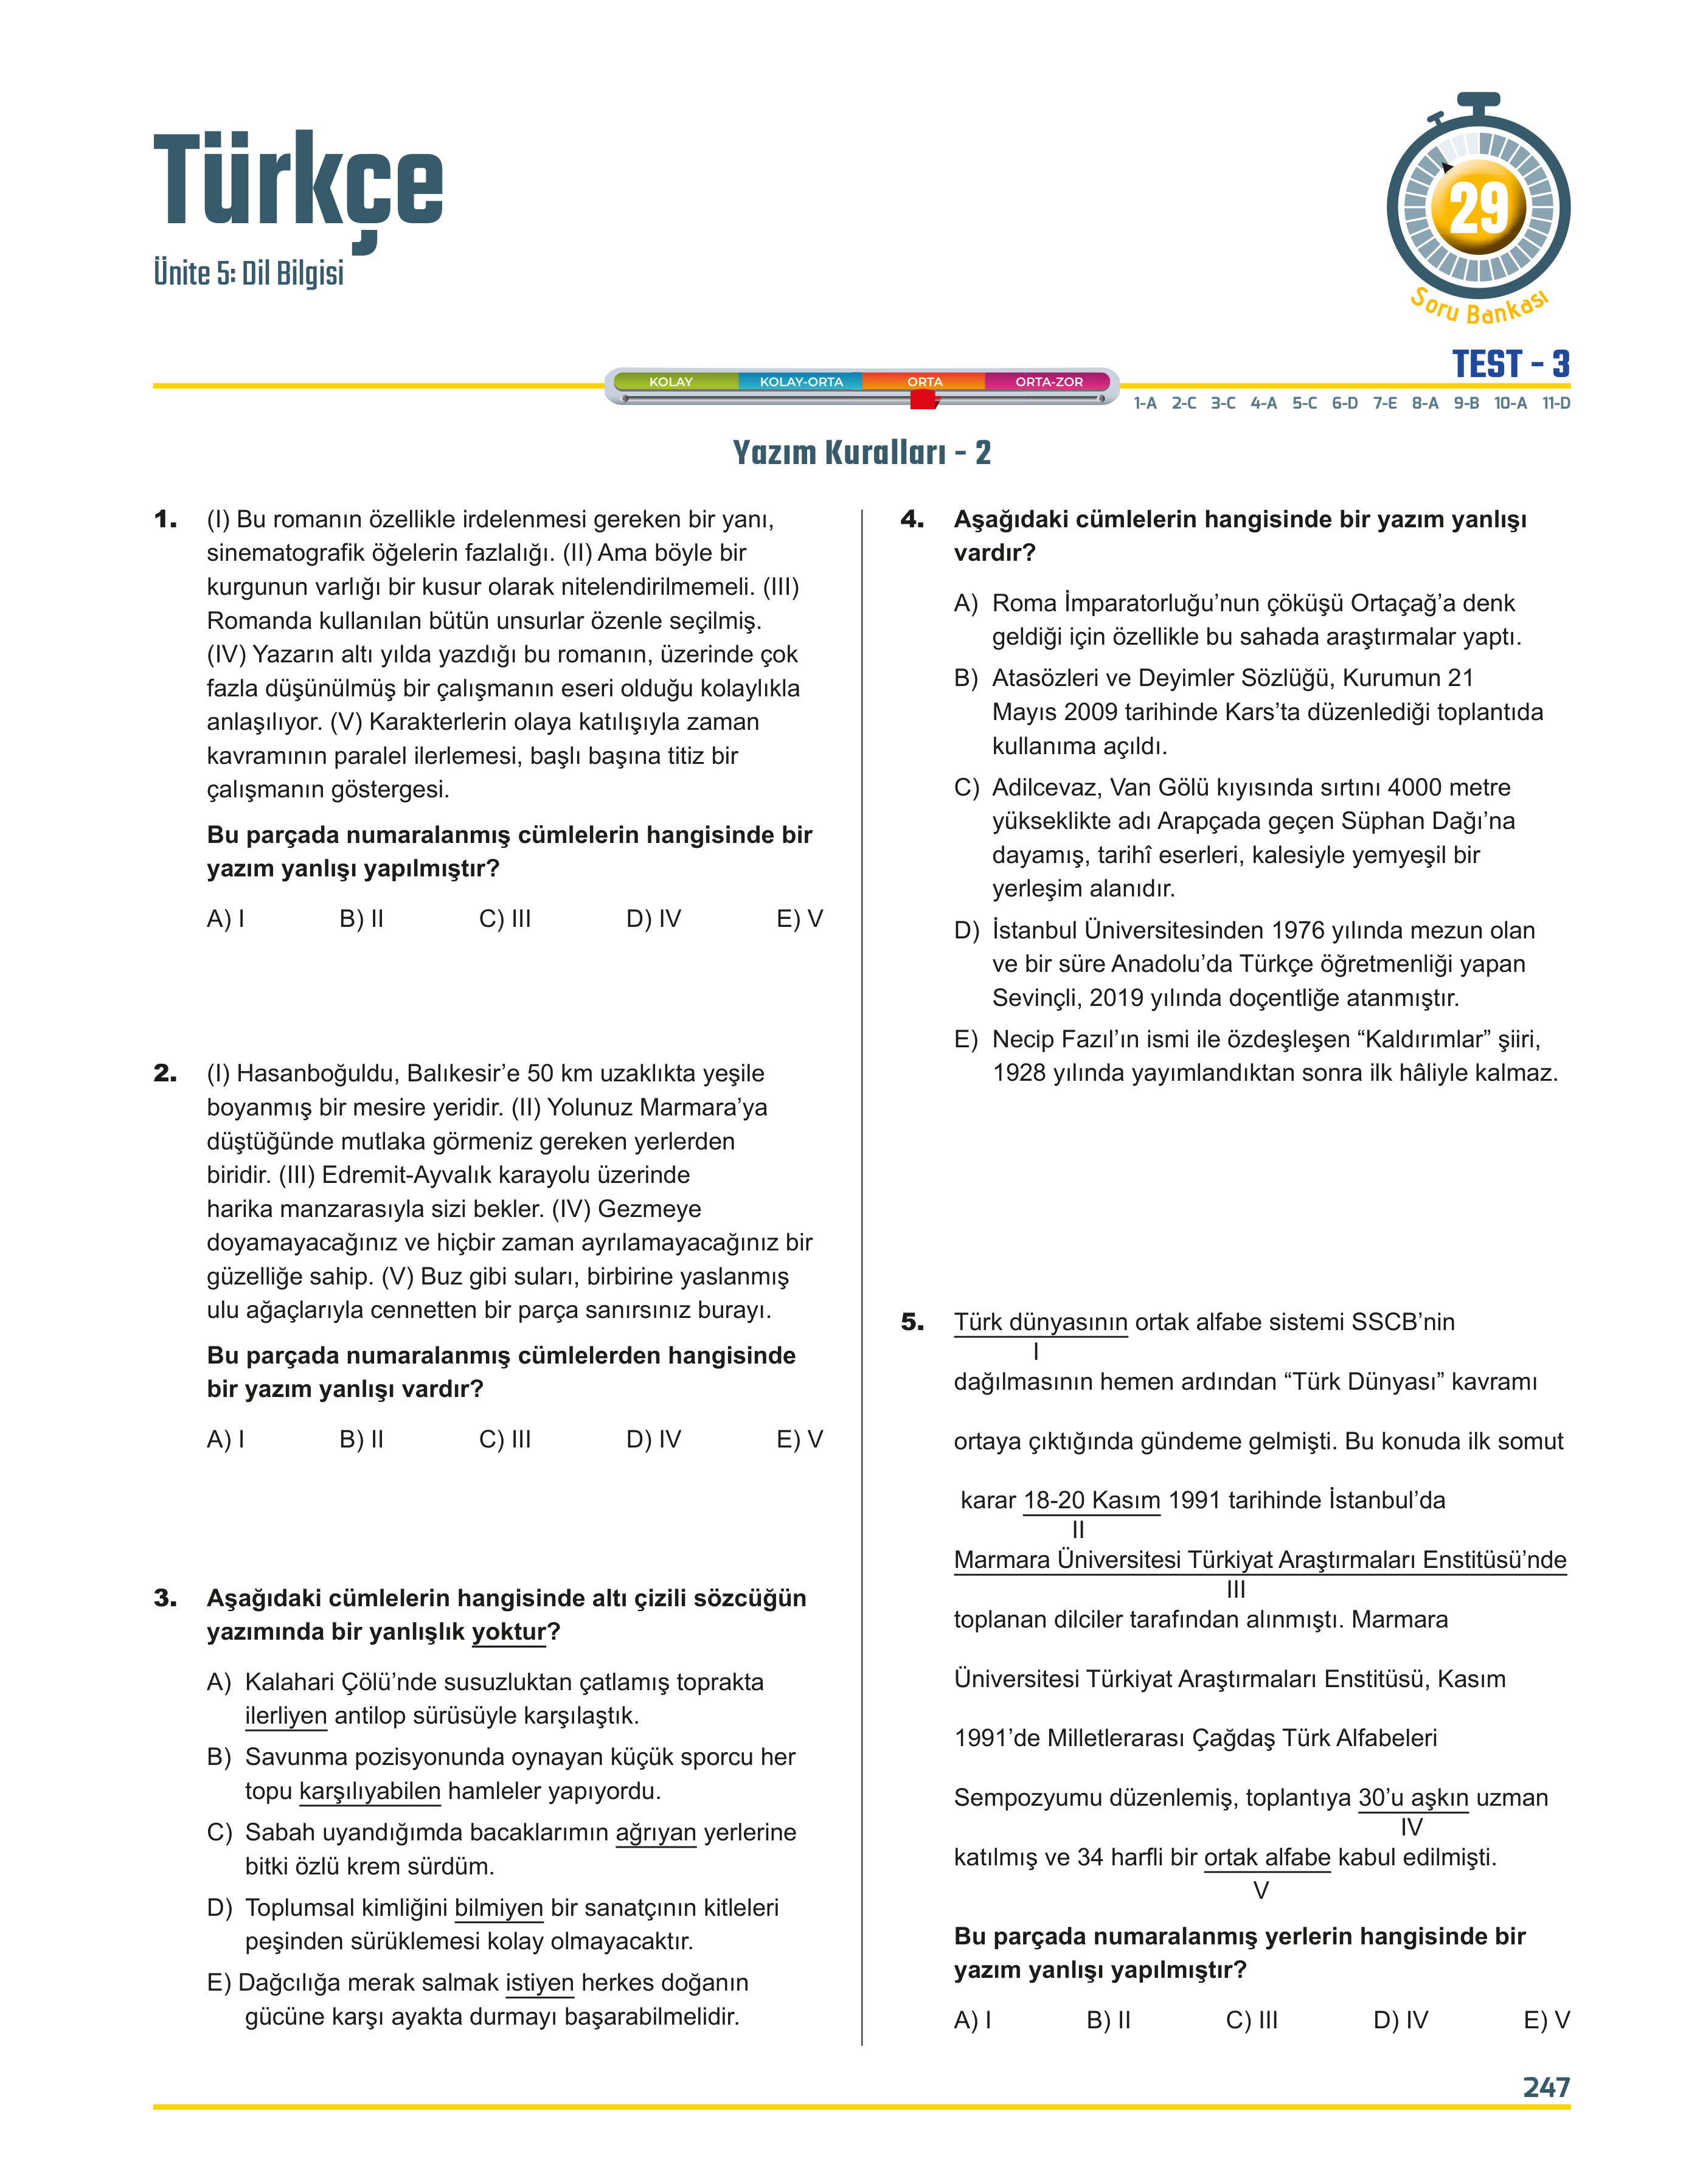 Türkçe
Ünite 5: Dil Bilgisi
29
Soru Bankası
TEST - 3
KOLAY KOLAY-ORTA ORTA ORTA-ZOR
1-A 2-C 3-C 4-A 5-C 6-D 7-E 8-A 9-B 10-A 11-D
Yazım Kuralları - 2
1. (I) Bu romanın özellikle irdelenmesi gereken bir yanı,
sinematografik öğelerin fazlalığı. (II) Ama böyle bir
kurgunun varlığı bir kusur olarak nitelendirilmemeli. (III)
Romanda kullanılan bütün unsurlar özenle seçilmiş.
(IV) Yazarın altı yılda yazdığı bu romanın, üzerinde çok
fazla düşünülmüş bir çalışmanın eseri olduğu kolaylıkla
anlaşılıyor. (V) Karakterlerin olaya katılışıyla zaman
kavramının paralel ilerlemesi, başlı başına titiz bir
çalışmanın göstergesi.
Bu parçada numaralanmış cümlelerin hangisinde bir
yazım yanlışı yapılmıştır?
A) I B) II C) III D) IV E) V
2. (I) Hasanboğuldu, Balıkesir’e 50 km uzaklıkta yeşile
boyanmış bir mesire yeridir. (II) Yolunuz Marmara’ya
düştüğünde mutlaka görmeniz gereken yerlerden
biridir. (III) Edremit-Ayvalık karayolu üzerinde
harika manzarasıyla sizi bekler. (IV) Gezmeye
doyamayacağınız ve hiçbir zaman ayrılamayacağınız bir
güzelliğe sahip. (V) Buz gibi suları, birbirine yaslanmış
ulu ağaçlarıyla cennetten bir parça sanırsınız burayı.
Bu parçada numaralanmış cümlelerden hangisinde
bir yazım yanlışı vardır?
A) I B) II C) III D) IV E) V
3. Aşağıdaki cümlelerin hangisinde altı çizili sözcüğün
yazımında bir yanlışlık yoktur?
A) Kalahari Çölü’nde susuzluktan çatlamış toprakta
ilerliyen antilop sürüsüyle karşılaştık.
B) Savunma pozisyonunda oynayan küçük sporcu her
topu karşılıyabilen hamleler yapıyordu.
C) Sabah uyandığımda bacaklarımın ağrıyan yerlerine
bitki özlü krem sürdüm.
D) Toplumsal kimliğini bilmiyen bir sanatçının kitleleri
peşinden sürüklemesi kolay olmayacaktır.
E) Dağcılığa merak salmak istiyen herkes doğanın
gücüne karşı ayakta durmayı başarabilmelidir.
4. Aşağıdaki cümlelerin hangisinde bir yazım yanlışı
vardır?
A) Roma İmparatorluğu’nun çöküşü Ortaçağ’a denk
geldiği için özellikle bu sahada araştırmalar yaptı.
B) Atasözleri ve Deyimler Sözlüğü, Kurumun 21
Mayıs 2009 tarihinde Kars’ta düzenlediği toplantıda
kullanıma açıldı.
C) Adilcevaz, Van Gölü kıyısında sırtını 4000 metre
yükseklikte adı Arapçada geçen Süphan Dağı’na
dayamış, tarihî eserleri, kalesiyle yemyeşil bir
yerleşim alanıdır.
D) İstanbul Üniversitesinden 1976 yılında mezun olan
ve bir süre Anadolu’da Türkçe öğretmenliği yapan
Sevinçli, 2019 yılında doçentliğe atanmıştır.
E) Necip Fazıl’ın ismi ile özdeşleşen “Kaldırımlar” şiiri,
1928 yılında yayımlandıktan sonra ilk hâliyle kalmaz.
5. Türk dünyasının ortak alfabe sistemi SSCB’nin
I
dağılmasının hemen ardından “Türk Dünyası” kavramı
ortaya çıktığında gündeme gelmişti. Bu konuda ilk somut
karar 18-20 Kasım 1991 tarihinde İstanbul’da
II
Marmara Üniversitesi Türkiyat Araştırmaları Enstitüsü’nde
III
toplanan dilciler tarafından alınmıştı. Marmara
Üniversitesi Türkiyat Araştırmaları Enstitüsü, Kasım
1991’de Milletlerarası Çağdaş Türk Alfabeleri
Sempozyumu düzenlemiş, toplantıya 30’u aşkın uzman
IV
katılmış ve 34 harfli bir ortak alfabe kabul edilmişti.
V
Bu parçada numaralanmış yerlerin hangisinde bir
yazım yanlışı yapılmıştır?
A) I B) II C) III D) IV E) V
247